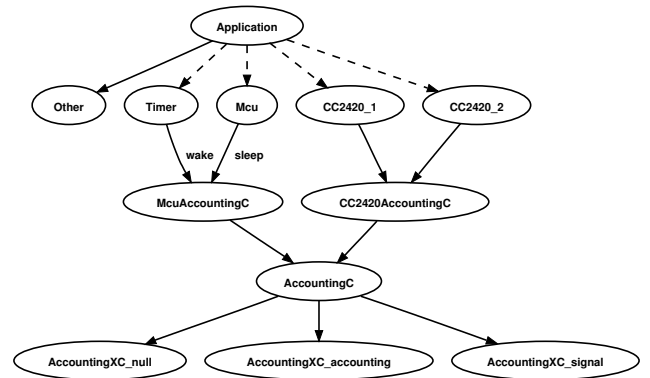 Application
Other
Timer
Mcu
CC2420_1
CC2420_2
wake
sleep
McuAccountingC
CC2420AccountingC
AccountingC
AccountingXC_null
AccountingXC_accounting
AccountingXC_signal